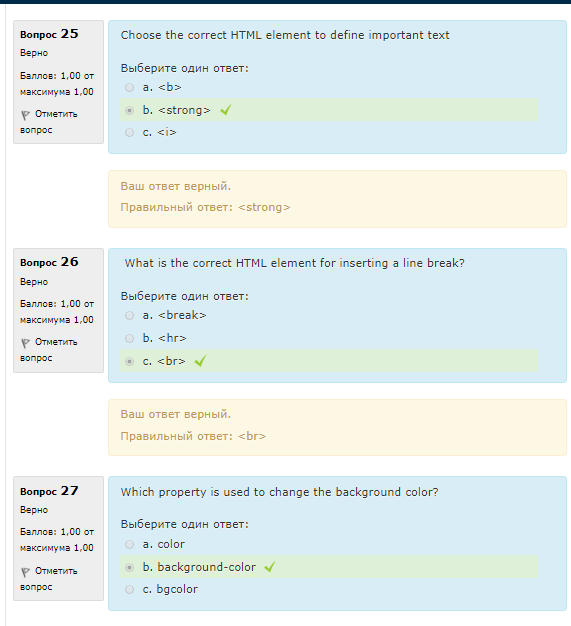 Вопрос 25
Верно
Баллов: 1,00 от
максимума 1,00
Отметить
вопрос
Choose the correct HTML element to define important text
Выберите один ответ:
a. <b>
b. <strong>
c. <i>
Ваш ответ верный.
Правильный ответ: <strong>
Вопрос 26
Верно
Баллов: 1,00 от
максимума 1,00
Отметить
вопрос
What is the correct HTML element for inserting a line break?
Выберите один ответ:
a. <break>
b. <hr>
c. <br>
Ваш ответ верный.
Правильный ответ: <br>
Вопрос 27
Верно
Баллов: 1,00 от
максимума 1,00
Отметить
вопрос
Which property is used to change the background color?
Выберите один ответ:
a. color
b. background-color
c. bgcolor